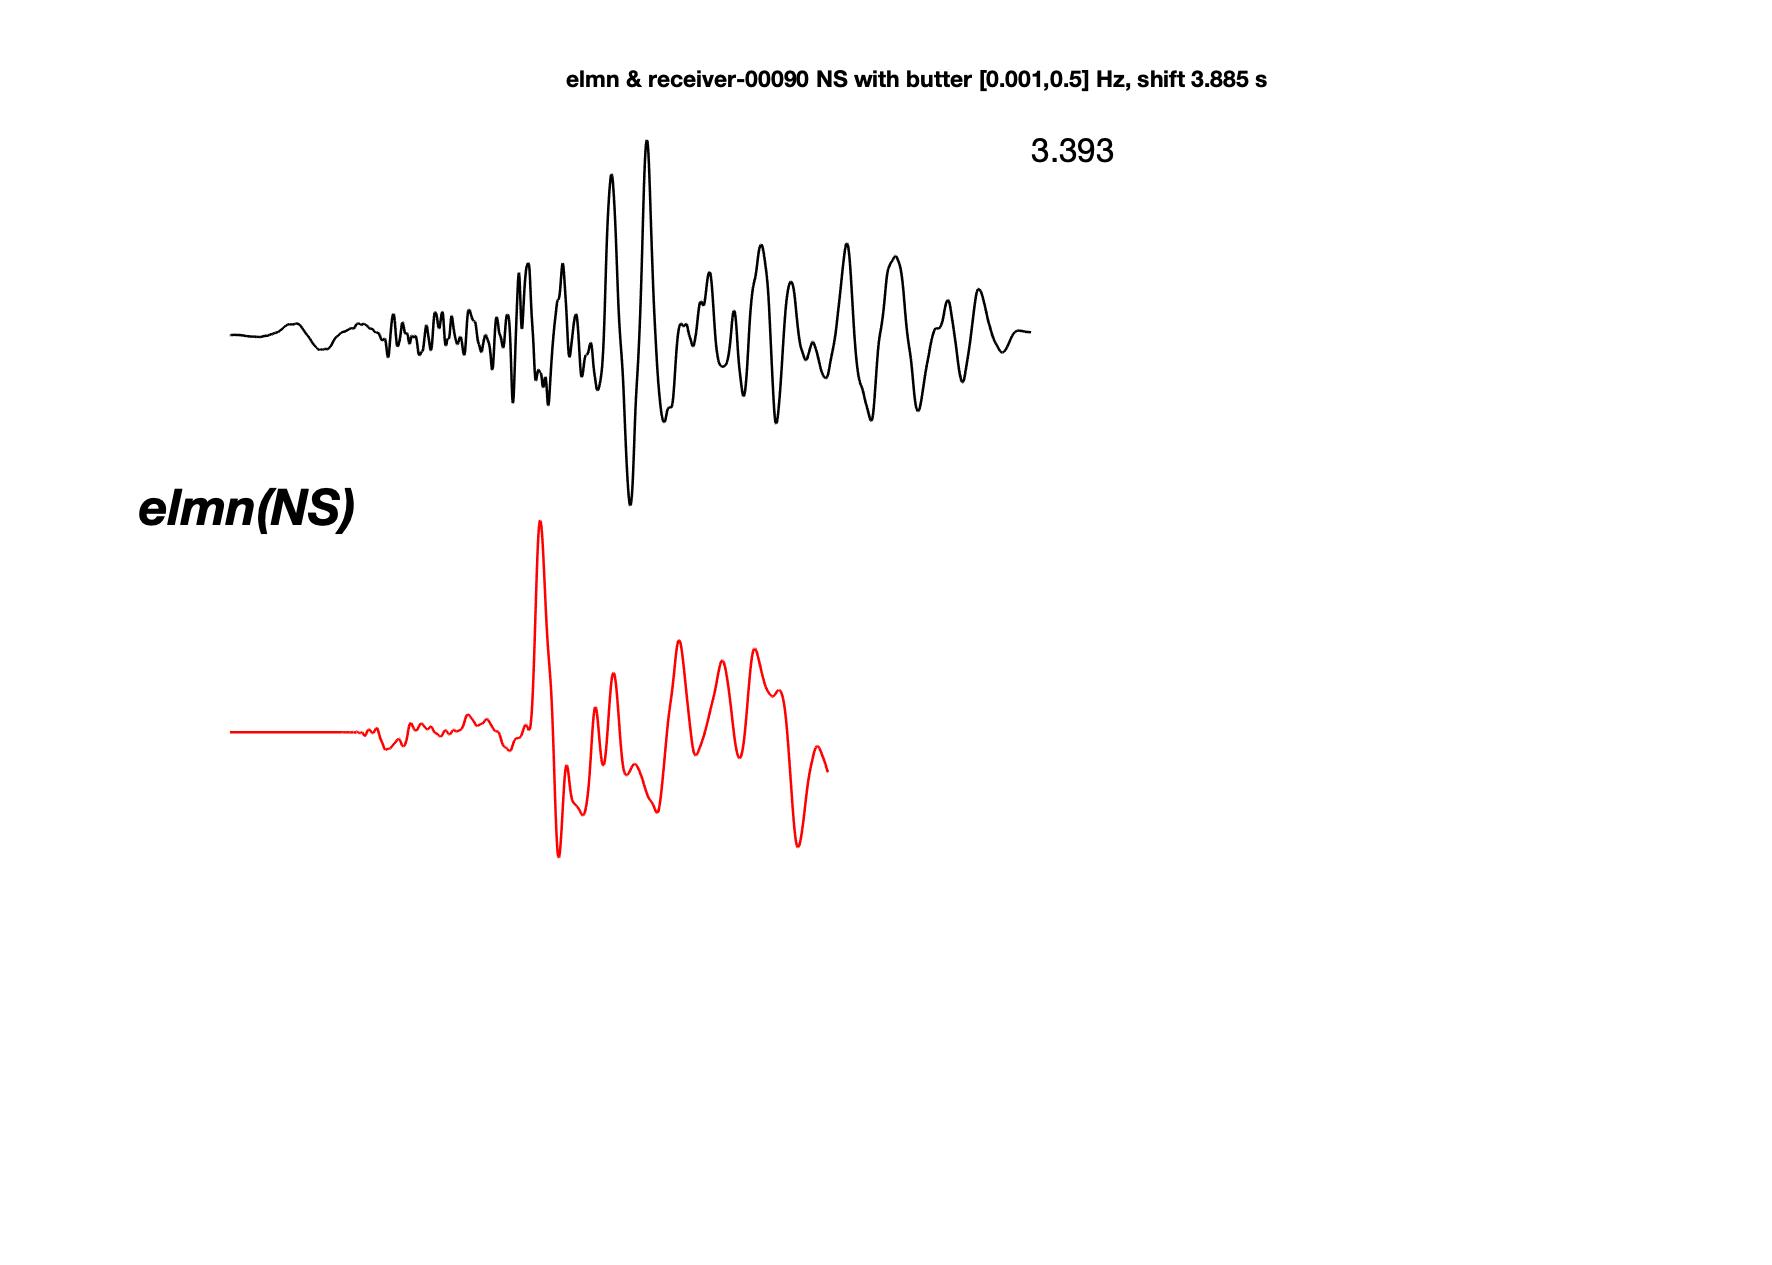 elmn & receiver-00090 NS with butter [0.001,0.5] Hz, shift 3.885 s
3.393
elmn(NS)